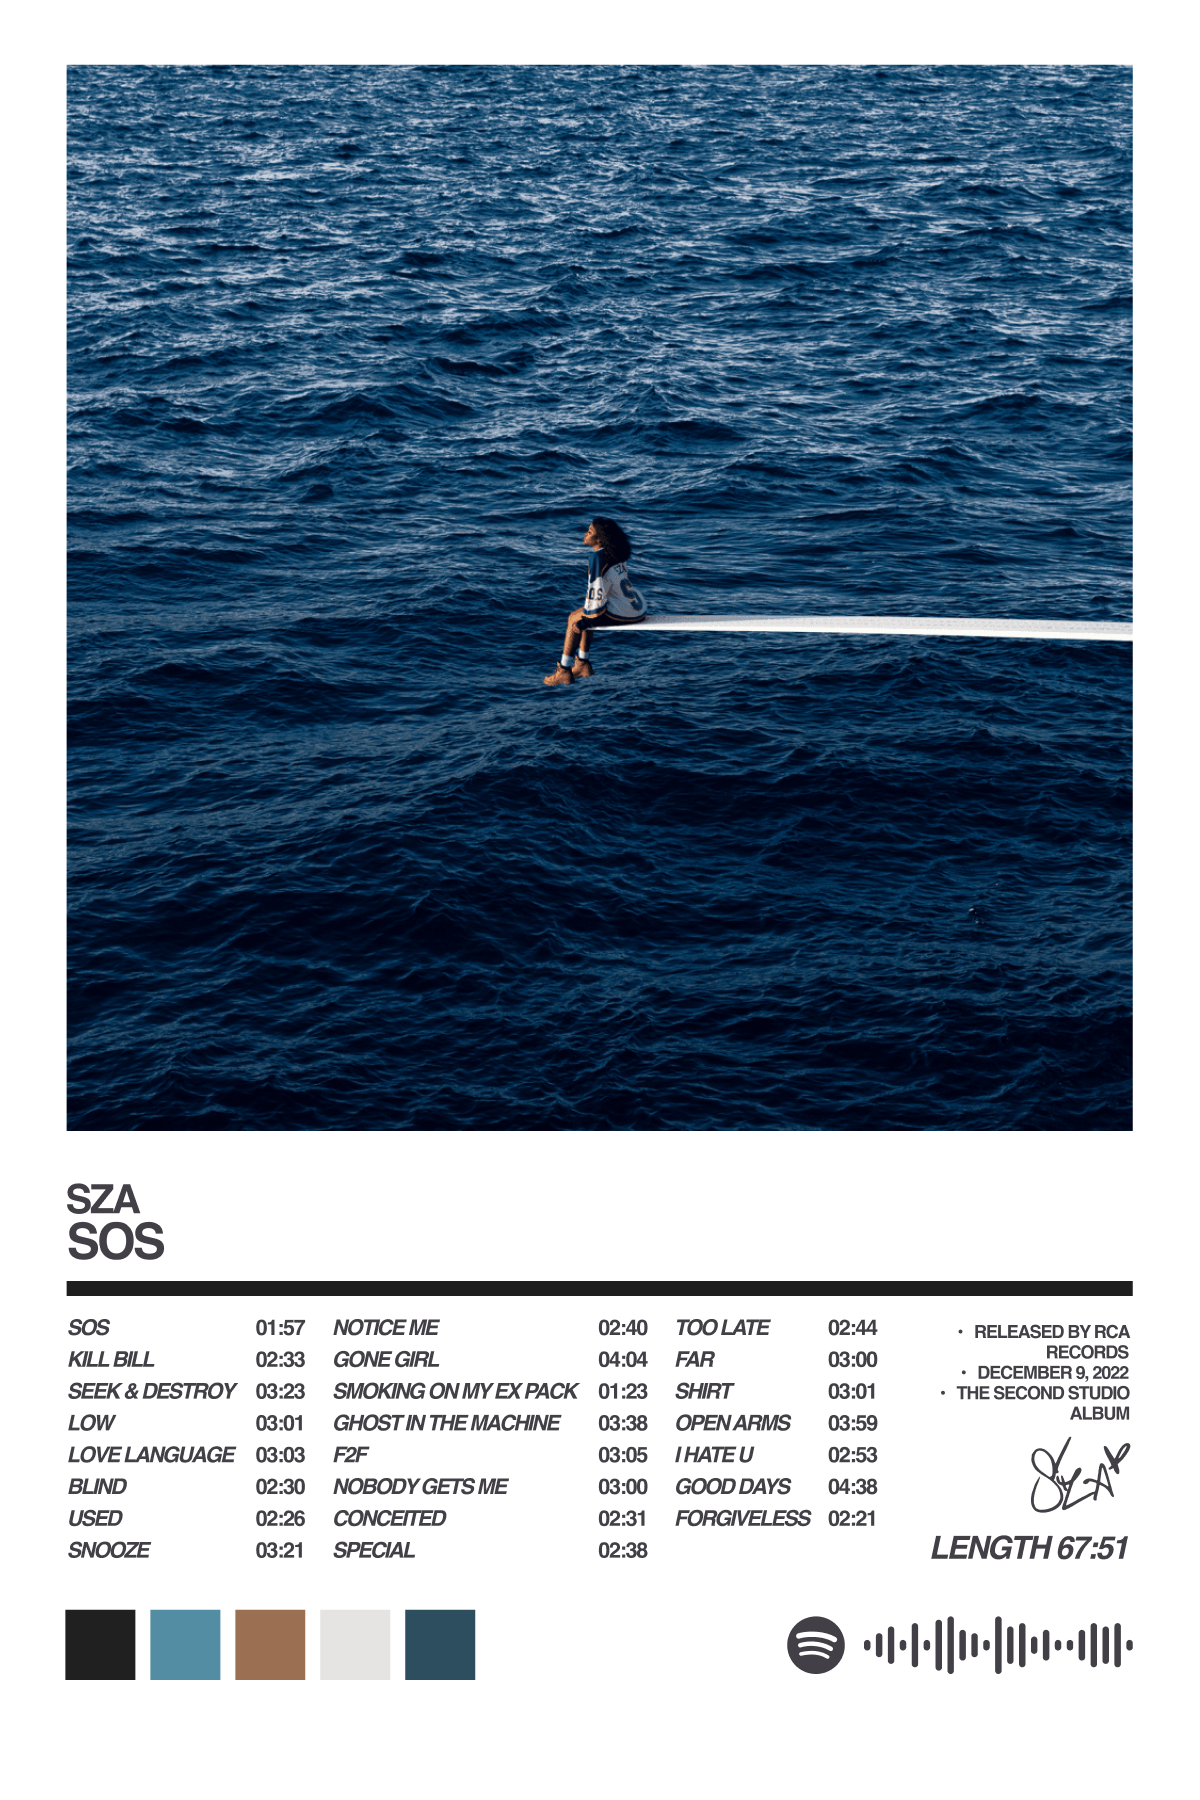 SZA
SOS
SOS 01:57
KILL BILL 02:33
SEEK & DESTROY 03:23
LOW 03:01
LOVE LANGUAGE 03:03
BLIND 02:30
USED 02:26
SNOOZE 03:21
NOTICE ME 02:40
GONE GIRL 04:04
SMOKING ON MY EX PACK 01:23
GHOST IN THE MACHINE 03:38
F2F 03:05
NOBODY GETS ME 03:00
CONCEITED 02:31
SPECIAL 02:38
TOO LATE 02:44
FAR 03:00
SHIRT 03:01
OPEN ARMS 03:59
I HATE U 02:53
GOOD DAYS 04:38
FORGIVELESS 02:21
• RELEASED BY RCA
RECORDS
• DECEMBER 9, 2022
• THE SECOND STUDIO
ALBUM
LENGTH 67:51